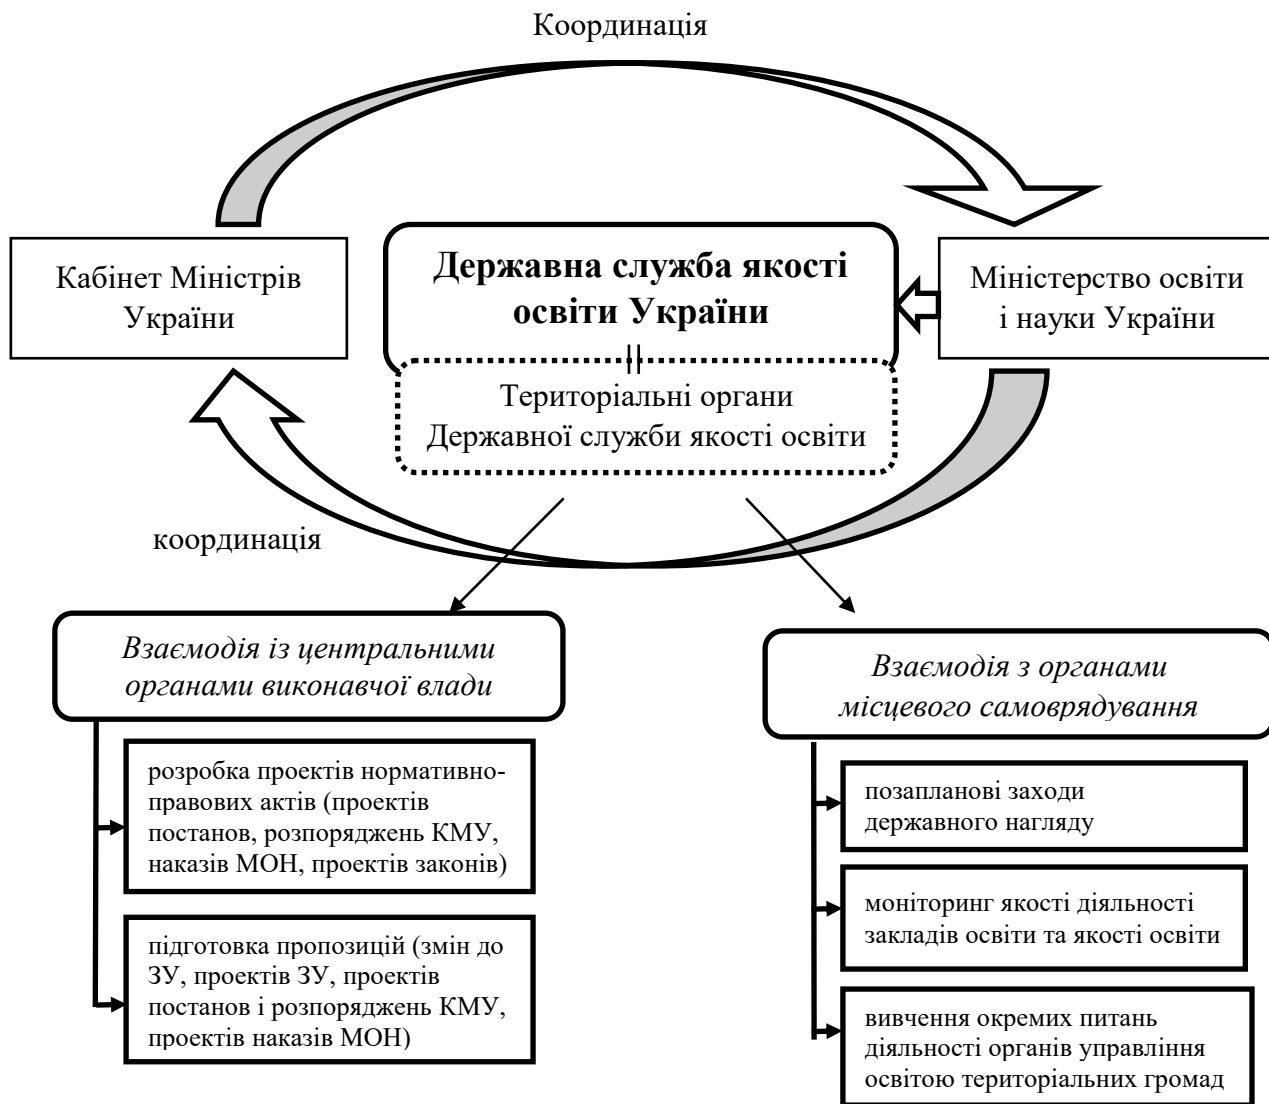 Координація
Кабінет Міністрів
України
Державна служба якості
освіти України
Міністерство освіти
і науки України
Територіальні органи
Державної служби якості освіти
координація
Взаємодія із центральними
органами виконавчої влади
розробка проектів нормативно-
правових актів (проектів
постанов, розпоряджень КМУ,
наказів МОН, проектів законів)
підготовка пропозицій (змін до
ЗУ, проектів ЗУ, проектів
постанов і розпоряджень КМУ,
проектів наказів МОН)
Взаємодія з органами
місцевого самоврядування
позапланові заходи
державного нагляду
моніторинг якості діяльності
закладів освіти та якості освіти
вивчення окремих питань
діяльності органів управління
освітою територіальних громад